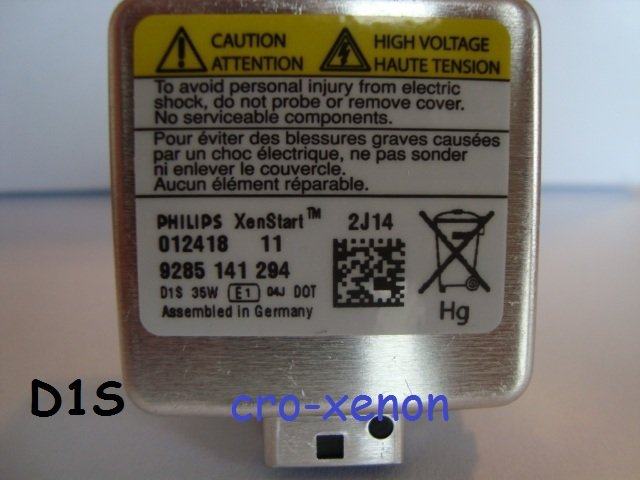 CAUTION
ATTENTION
HIGH VOLTAGE
HAUTE TENSION
To avoid personal injury from electric
shock, do not probe or remove cover.
No serviceable components.
Pour éviter des blessures graves causées
par un choc électrique, ne pas sonder
ni enlever le couvercle.
Aucun élément réparable.
PHILIPS XenStart™ 2J14
012418 11
9285 141 294
D1S 35W E1 04J DOT
Assembled in Germany
Hg
D1S
cro-xenon